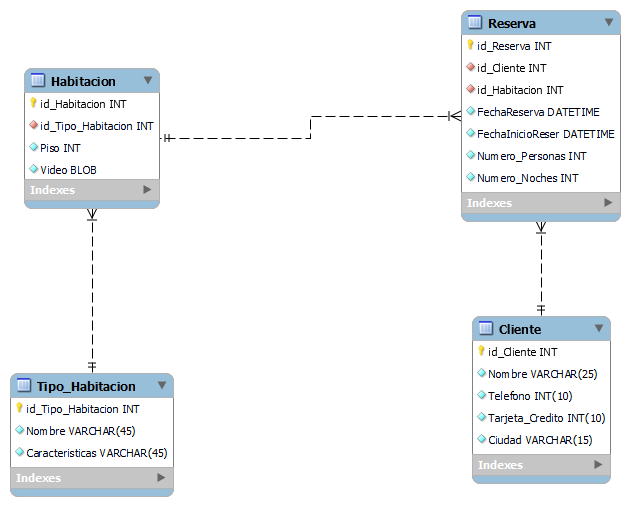 Reserva
id_Reserva INT
id_Cliente INT
id_Habitacion INT
FechaReserva DATETIME
FechaInicioReser DATETIME
Numero_Personas INT
Numero_Noches INT
Indexes
Habitacion
id_Habitacion INT
id_Tipo_Habitacion INT
Piso INT
Video BLOB
Indexes
Cliente
id_Cliente INT
Nombre VARCHAR(25)
Telefono INT(10)
Tarjeta_Credito INT(10)
Ciudad VARCHAR(15)
Indexes
Tipo_Habitacion
id_Tipo_Habitacion INT
Nombre VARCHAR(45)
Caracteristicas VARCHAR(45)
Indexes